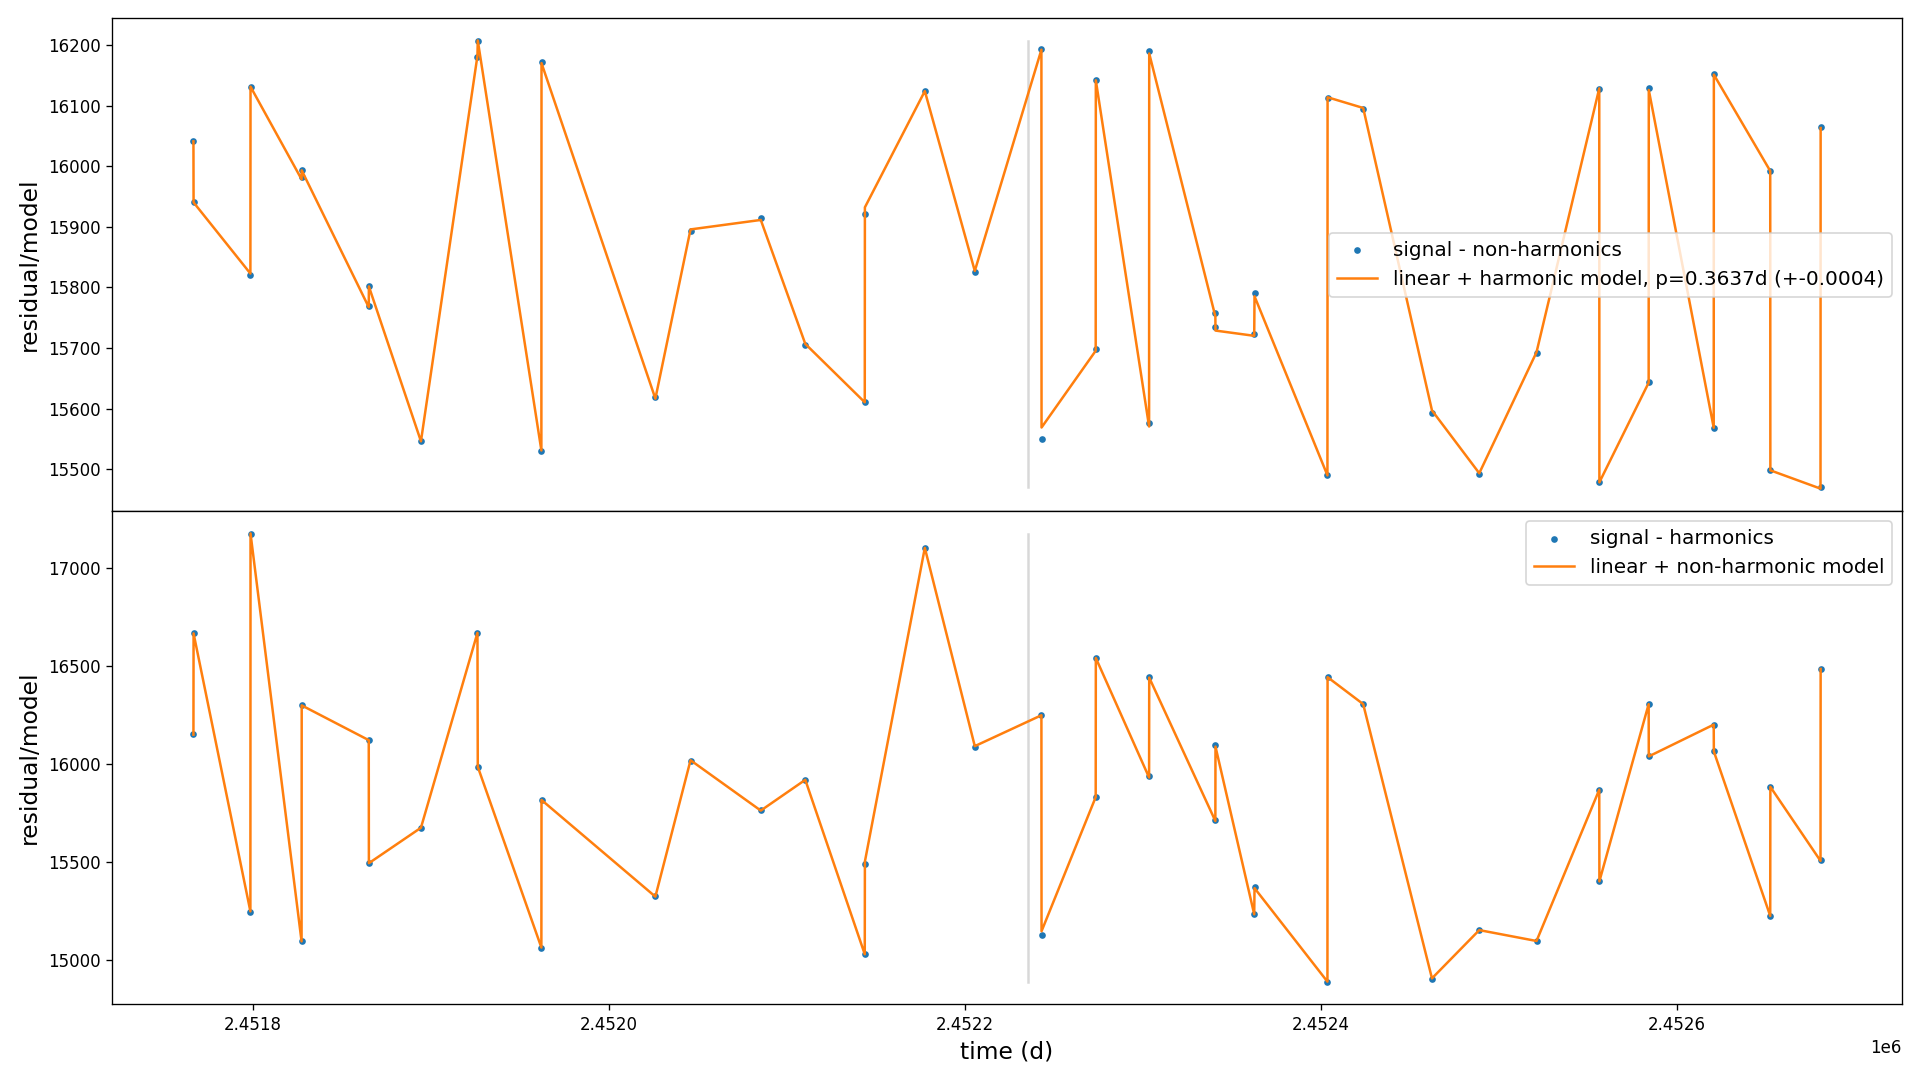 16200
16100
16000
15900
15800
15700
15600
15500
residual/model
signal - non-harmonics
linear + harmonic model, p=0.3637d (+-0.0004)
17000
16500
16000
15500
15000
residual/model
signal - harmonics
linear + non-harmonic model
2.4518
2.4520
2.4522
2.4524
2.4526
1e6
time (d)